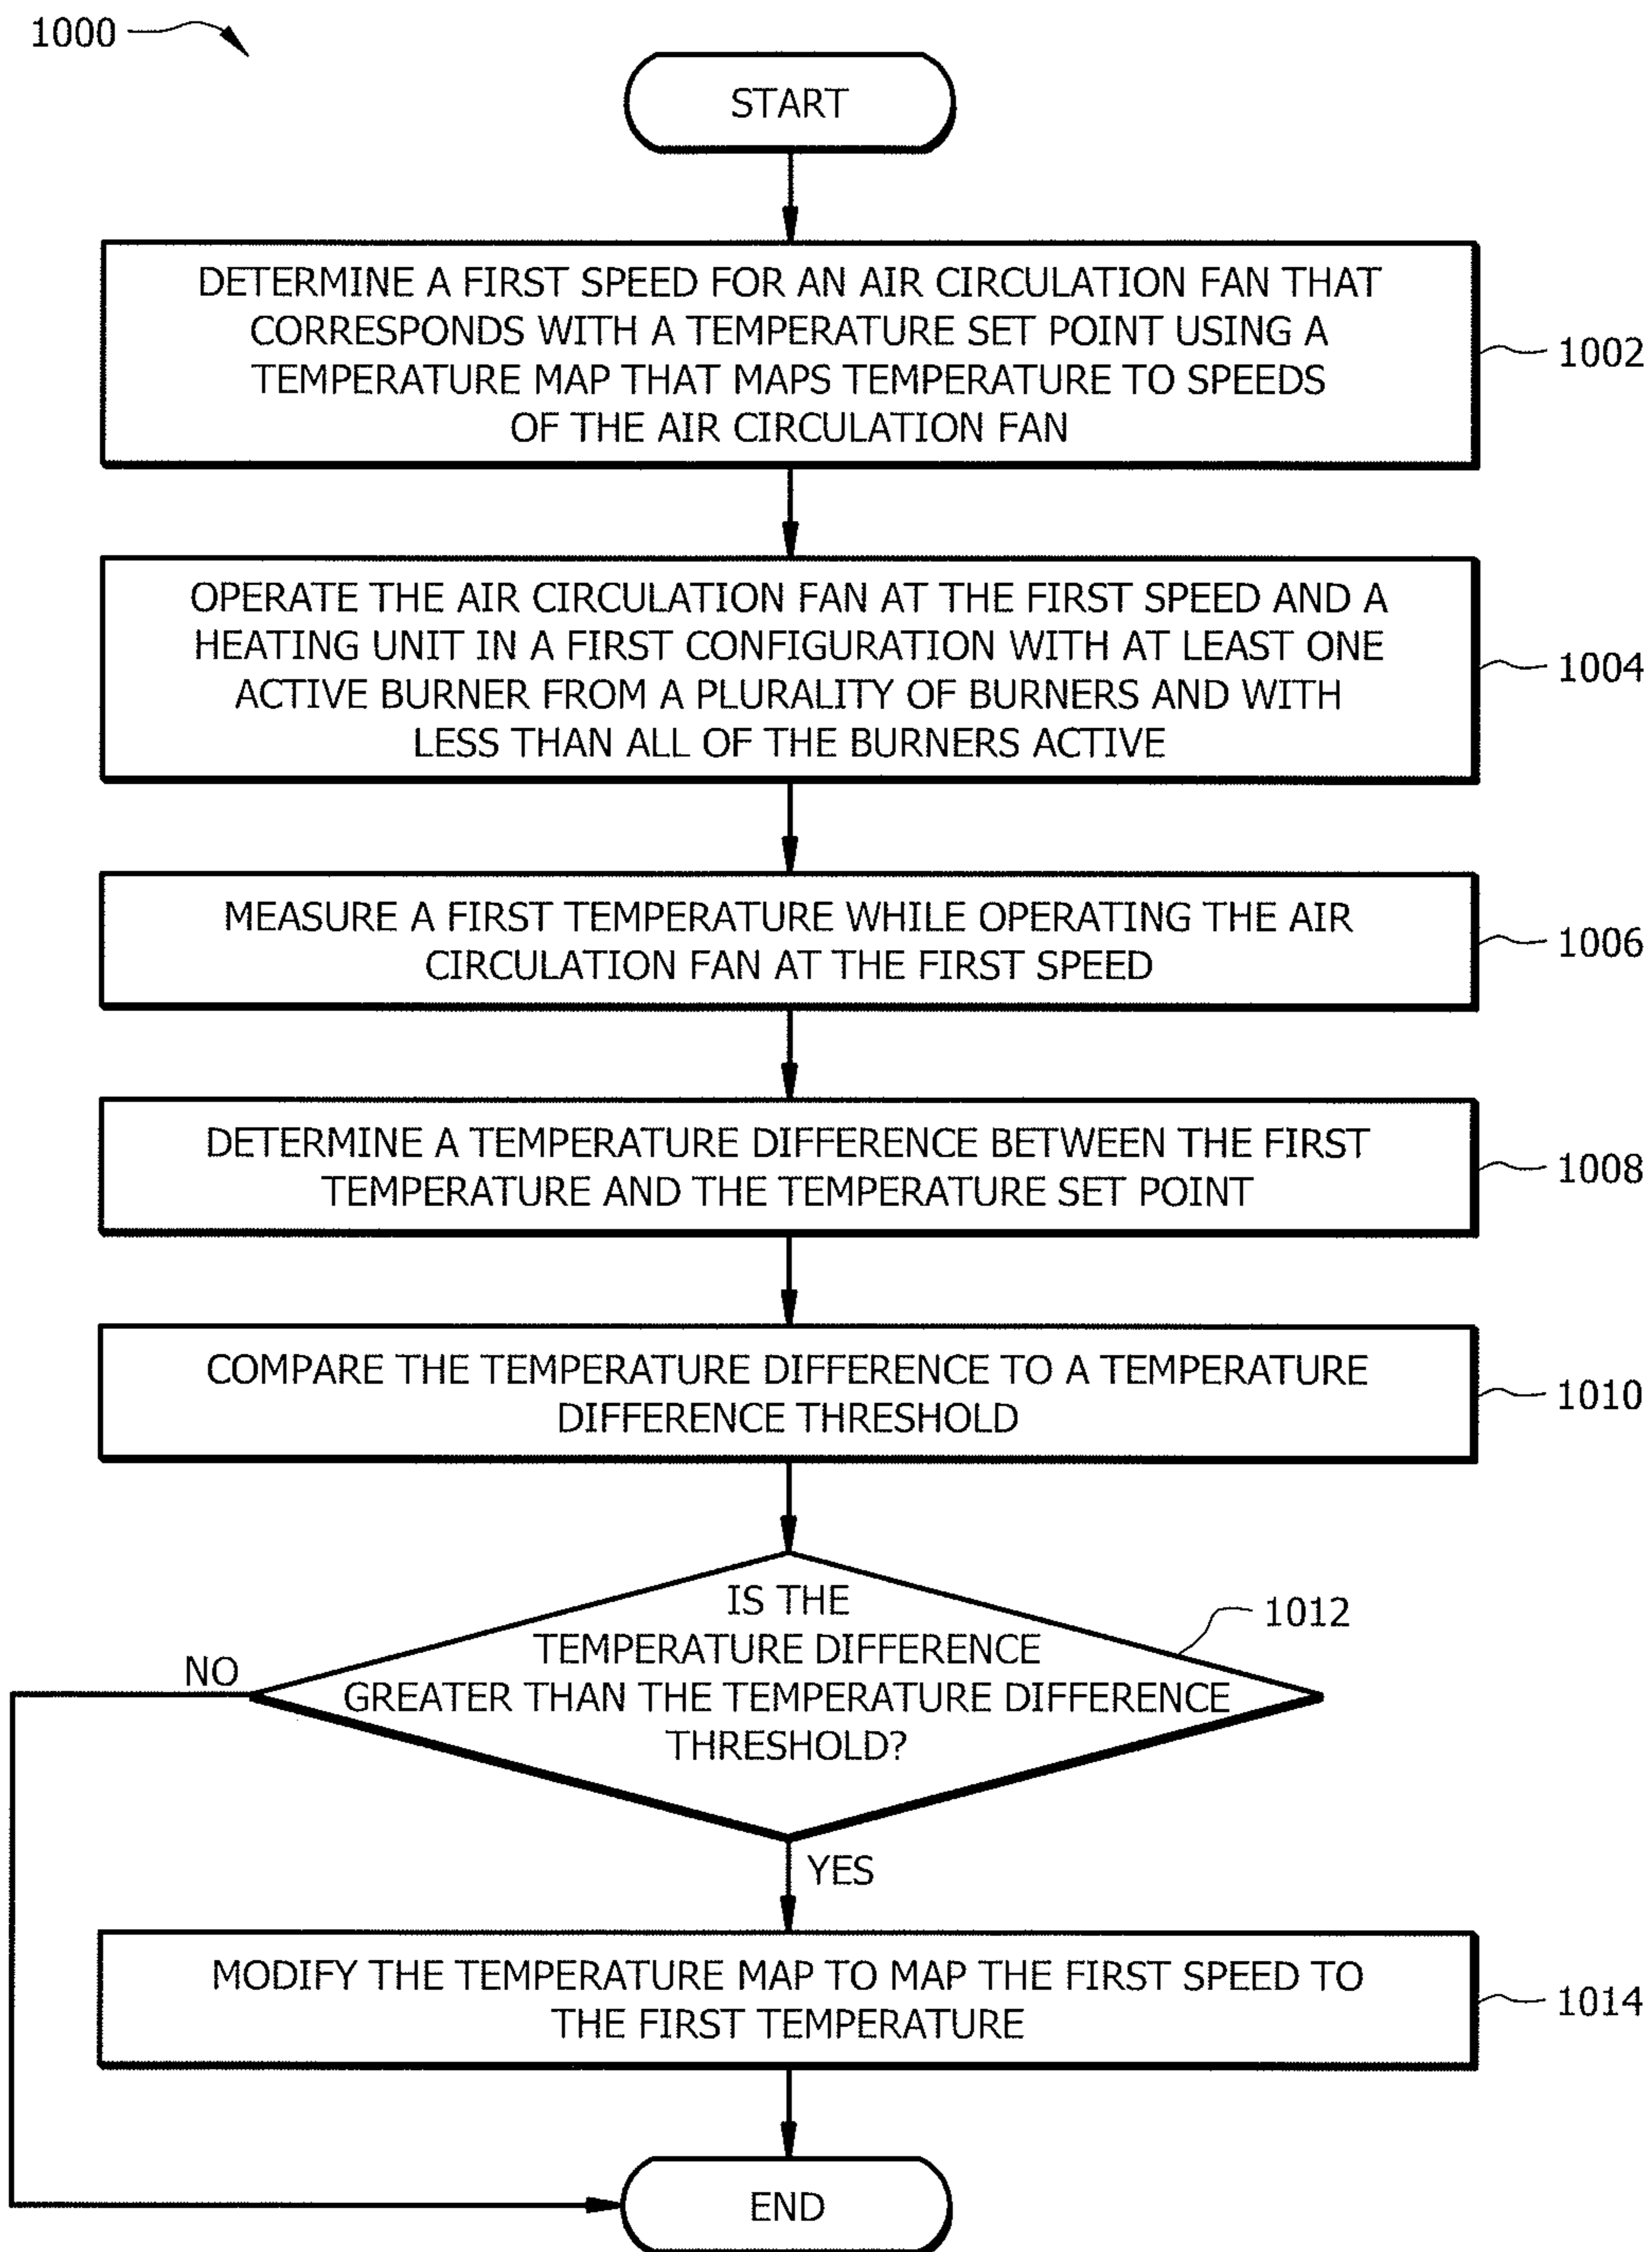 1000
START
DETERMINE A FIRST SPEED FOR AN AIR CIRCULATION FAN THAT
CORRESPONDS WITH A TEMPERATURE SET POINT USING A
TEMPERATURE MAP THAT MAPS TEMPERATURE TO SPEEDS
OF THE AIR CIRCULATION FAN
1002
OPERATE THE AIR CIRCULATION FAN AT THE FIRST SPEED AND A
HEATING UNIT IN A FIRST CONFIGURATION WITH AT LEAST ONE
ACTIVE BURNER FROM A PLURALITY OF BURNERS AND WITH
LESS THAN ALL OF THE BURNERS ACTIVE
1004
MEASURE A FIRST TEMPERATURE WHILE OPERATING THE AIR
CIRCULATION FAN AT THE FIRST SPEED
1006
DETERMINE A TEMPERATURE DIFFERENCE BETWEEN THE FIRST
TEMPERATURE AND THE TEMPERATURE SET POINT
1008
COMPARE THE TEMPERATURE DIFFERENCE TO A TEMPERATURE
DIFFERENCE THRESHOLD
1010
IS THE
TEMPERATURE DIFFERENCE
GREATER THAN THE TEMPERATURE DIFFERENCE
THRESHOLD?
1012
NO
YES
MODIFY THE TEMPERATURE MAP TO MAP THE FIRST SPEED TO
THE FIRST TEMPERATURE
1014
END